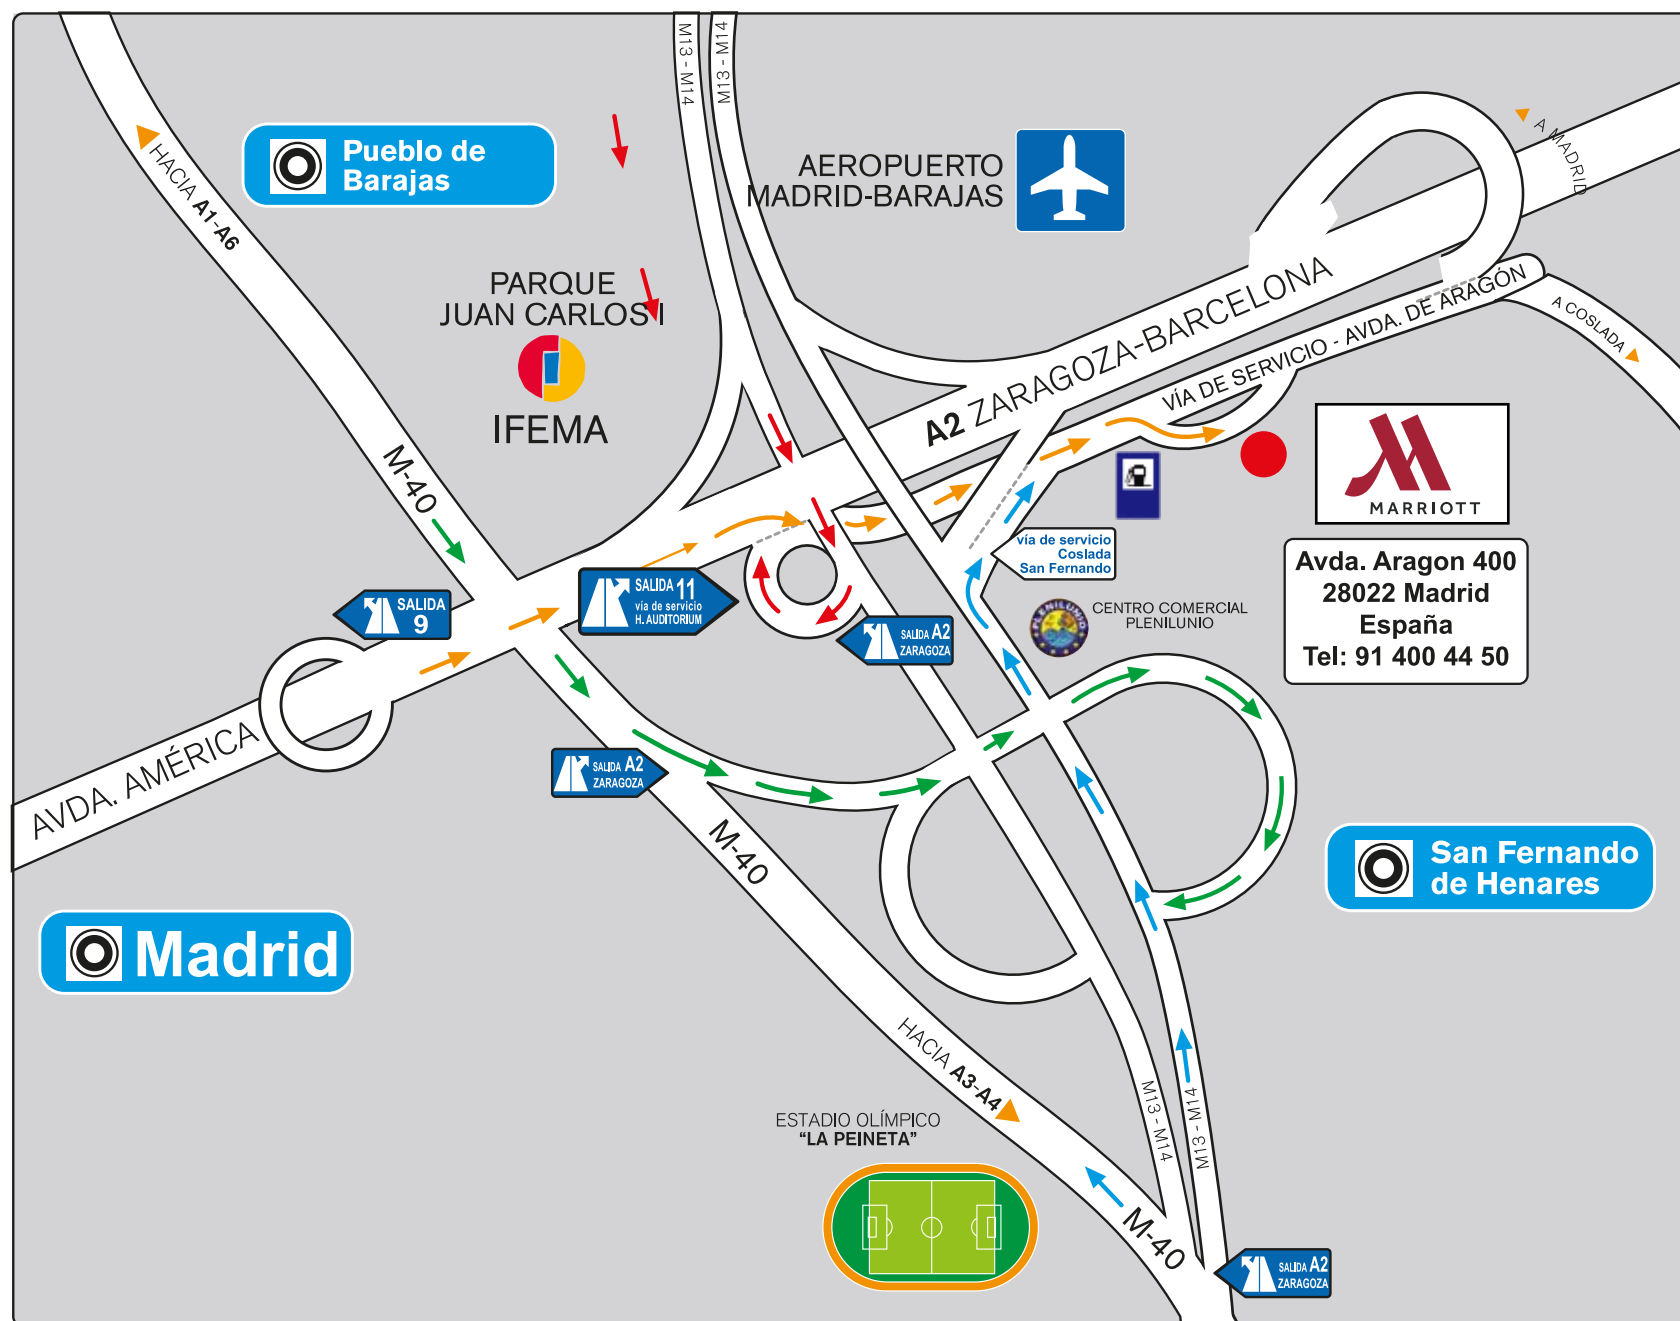 M13 - M14
M13 - M14
A MADRID
HACIA A1-A6
Pueblo de
Barajas
AEROPUERTO
MADRID-BARAJAS
PARQUE
JUAN CARLOS I
IFEMA
A2 ZARAGOZA-BARCELONA
VÍA DE SERVICIO - AVDA. DE ARAGÓN
A COSLADA
M-40
MARRIOTT
Avda. Aragon 400
28022 Madrid
España
Tel: 91 400 44 50
vía de servicio
Coslada
San Fernando
SALIDA
9
SALIDA 11
vía de servicio
H. AUDITORIUM
SALIDA A2
ZARAGOZA
PLENILUNIO
CENTRO COMERCIAL
PLENILUNIO
AVDA. AMÉRICA
SALIDA A2
ZARAGOZA
M-40
San Fernando
de Henares
Madrid
HACIA A3-A4
M13 - M14
M13 - M14
ESTADIO OLÍMPICO
“LA PEINETA”
M-40
SALIDA A2
ZARAGOZA